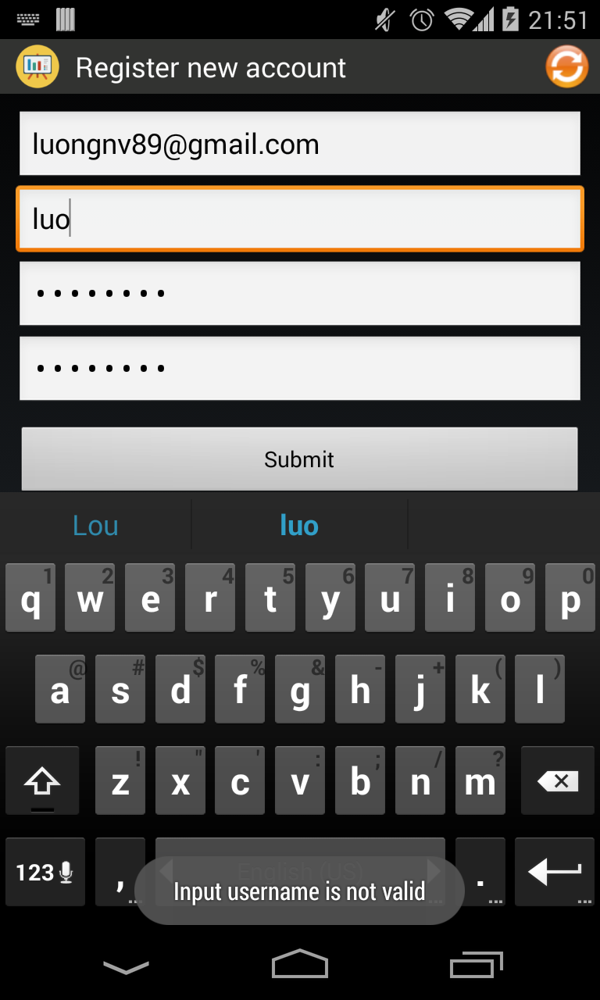 21:51
Register new account
luongnv89@gmail.com
luo
••••••••
••••••••
Submit
Lou luo
1 2 3 4 5 6 7 8 9 0
q w e r t y u i o p
@ # $ % & - + ( )
a s d f g h j k l
! " ' : ; / ?
z x c v b n m
English (US)
123 , .
Input username is not valid